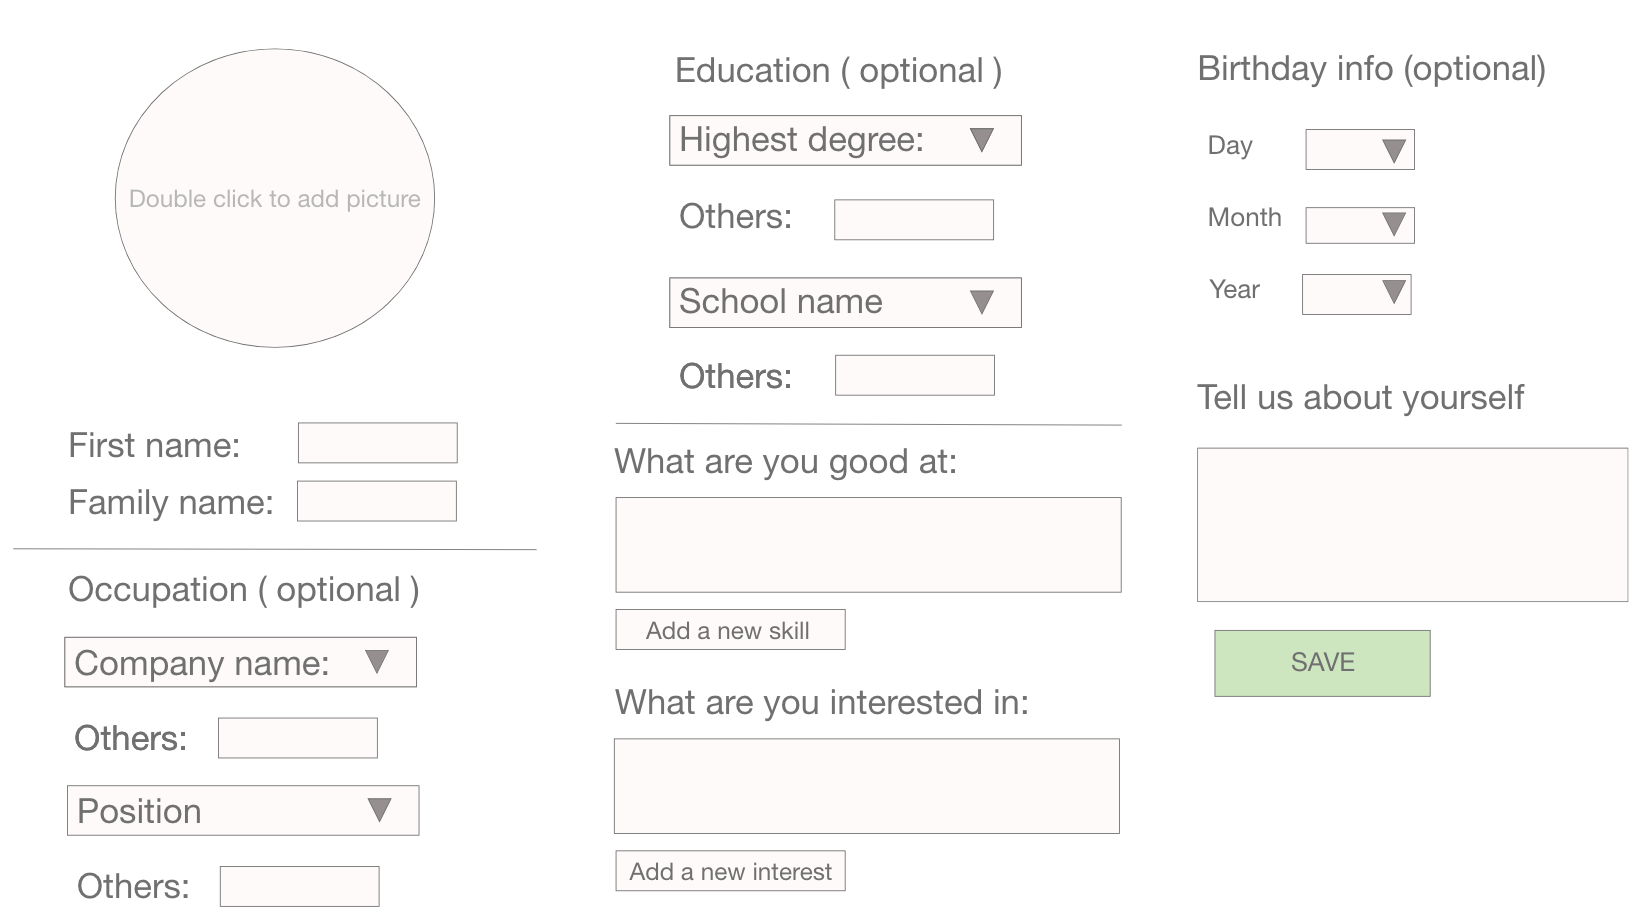 Double click to add picture
First name:
Family name:
Occupation ( optional )
Company name:
Others:
Position
Others:
Education ( optional )
Highest degree:
Others:
School name
Others:
What are you good at:
Add a new skill
What are you interested in:
Add a new interest
Birthday info (optional)
Day
Month
Year
Tell us about yourself
SAVE